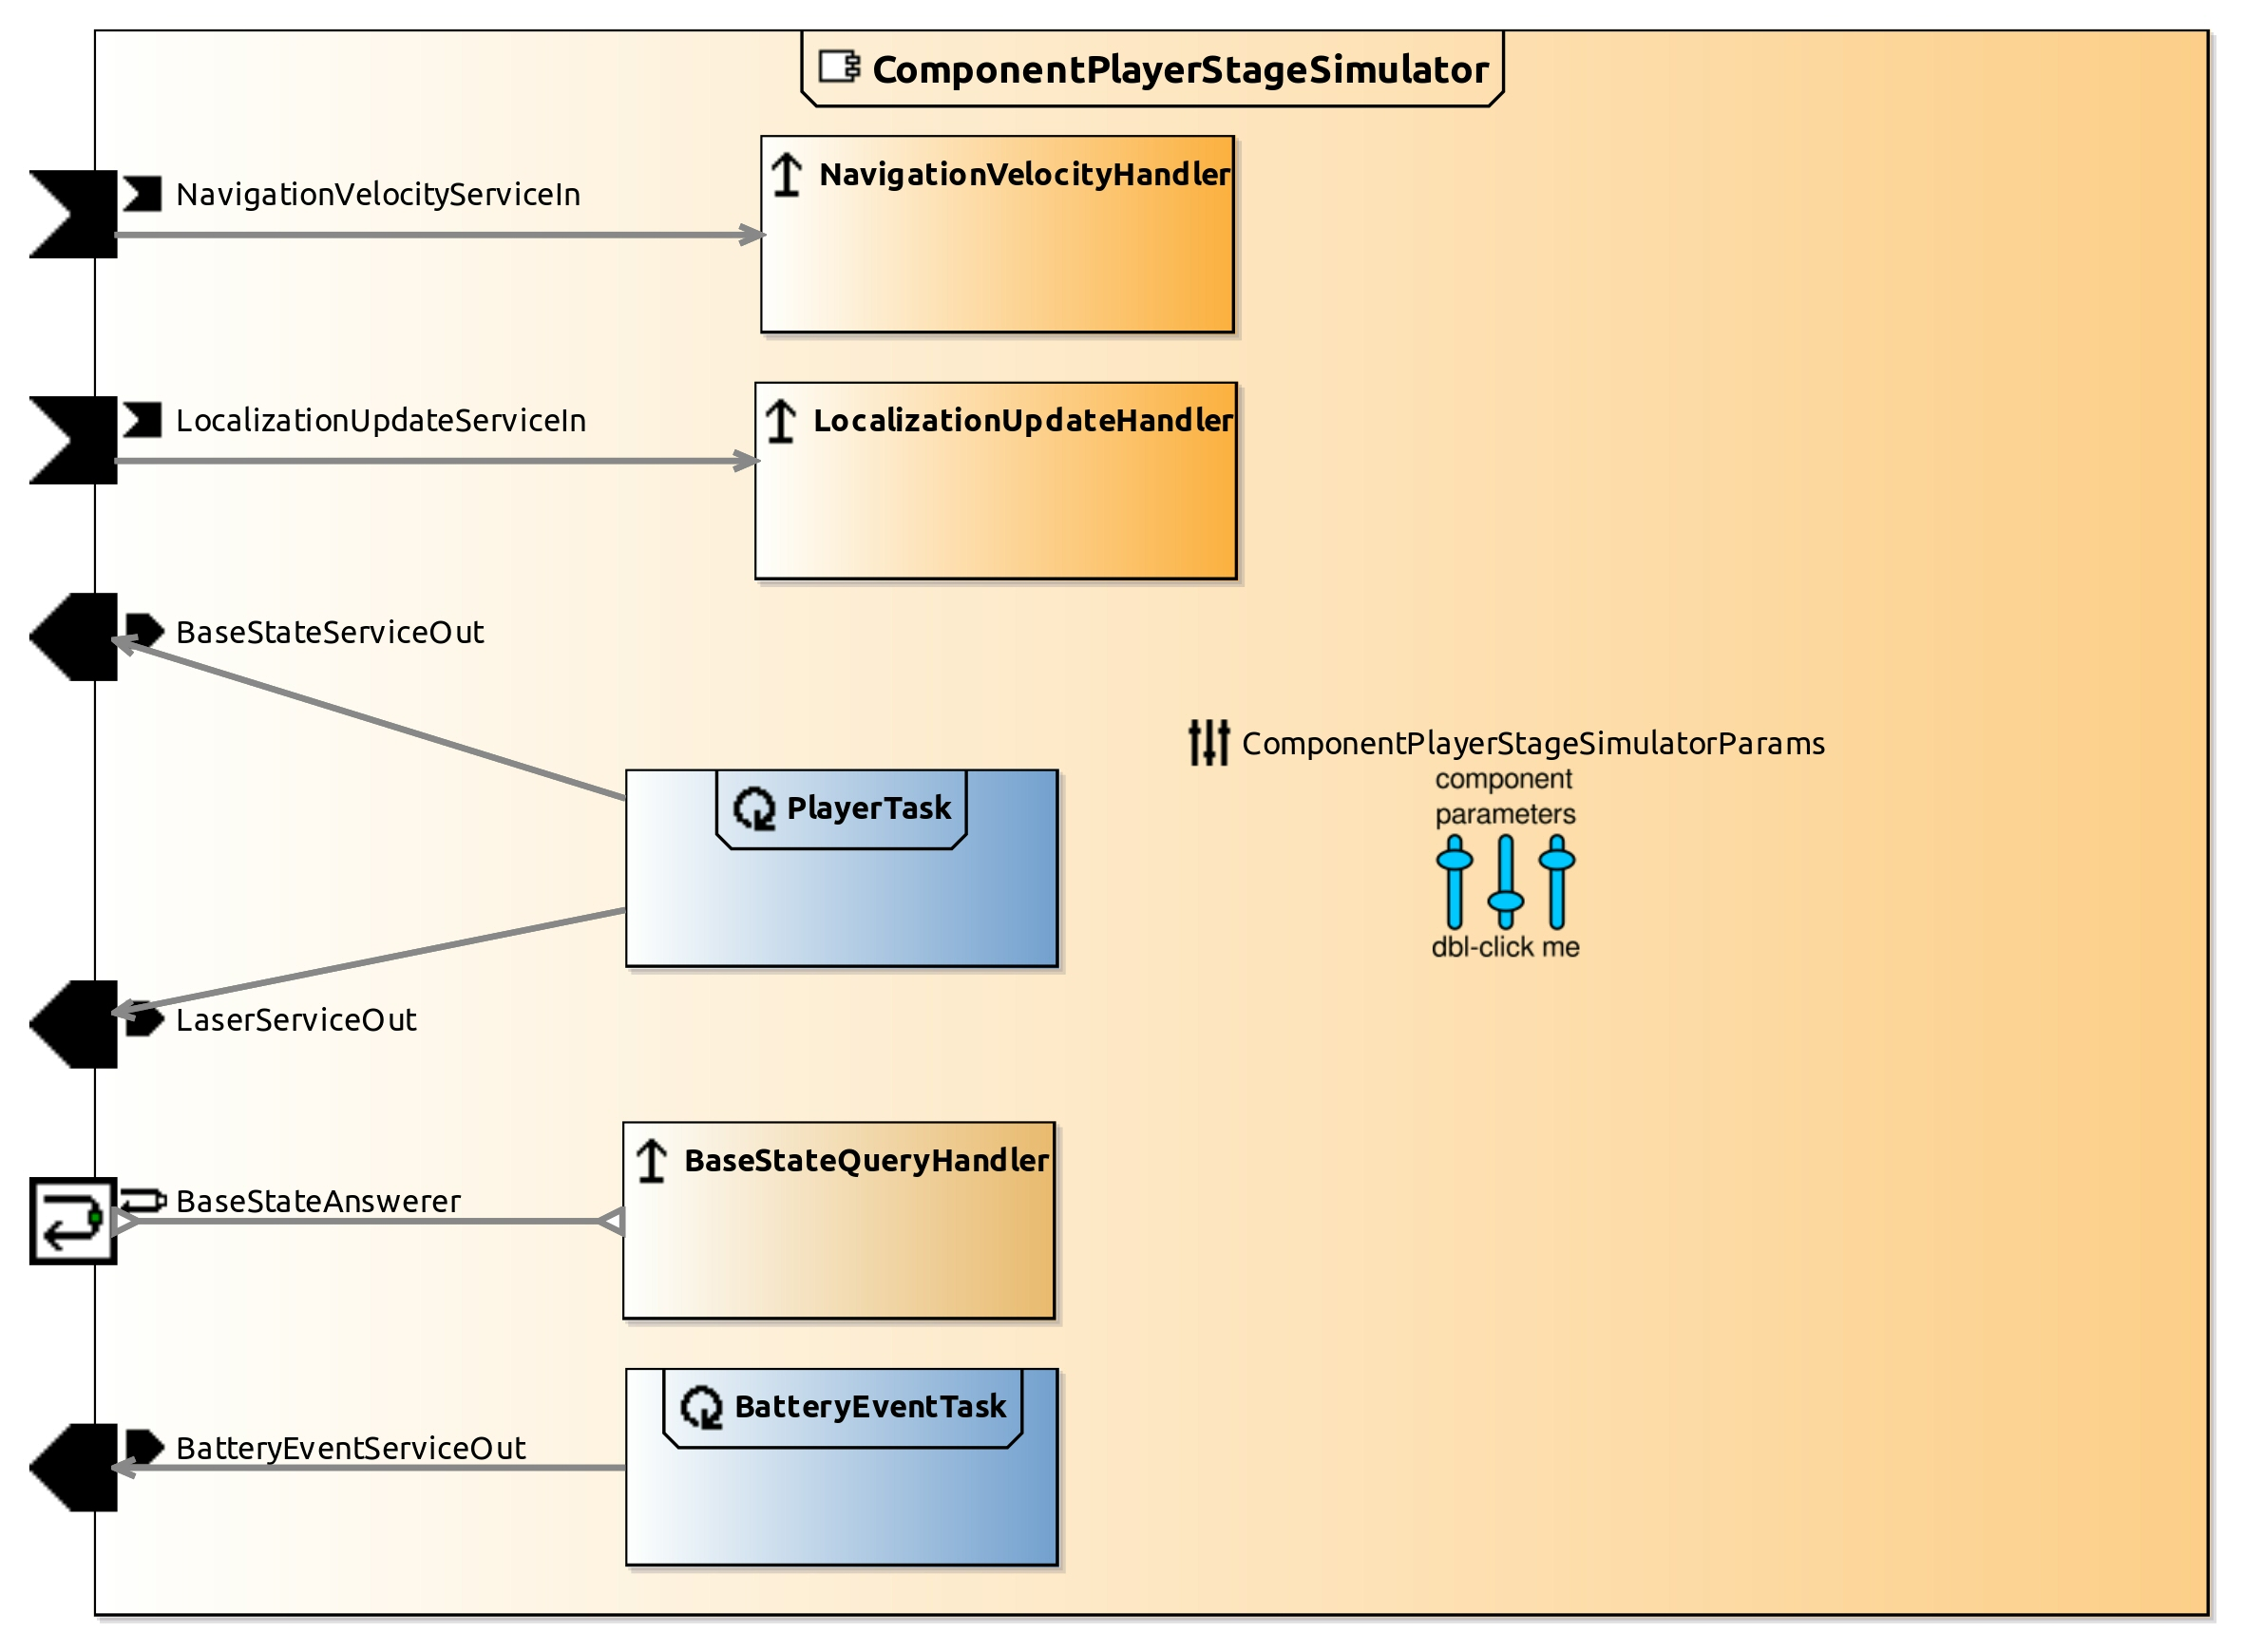 ComponentPlayerStageSimulator
NavigationVelocityServiceIn
NavigationVelocityHandler
LocalizationUpdateServiceIn
LocalizationUpdateHandler
BaseStateServiceOut
ComponentPlayerStageSimulatorParams
component
parameters
dbl-click me
PlayerTask
LaserServiceOut
BaseStateQueryHandler
BaseStateAnswerer
BatteryEventTask
BatteryEventServiceOut